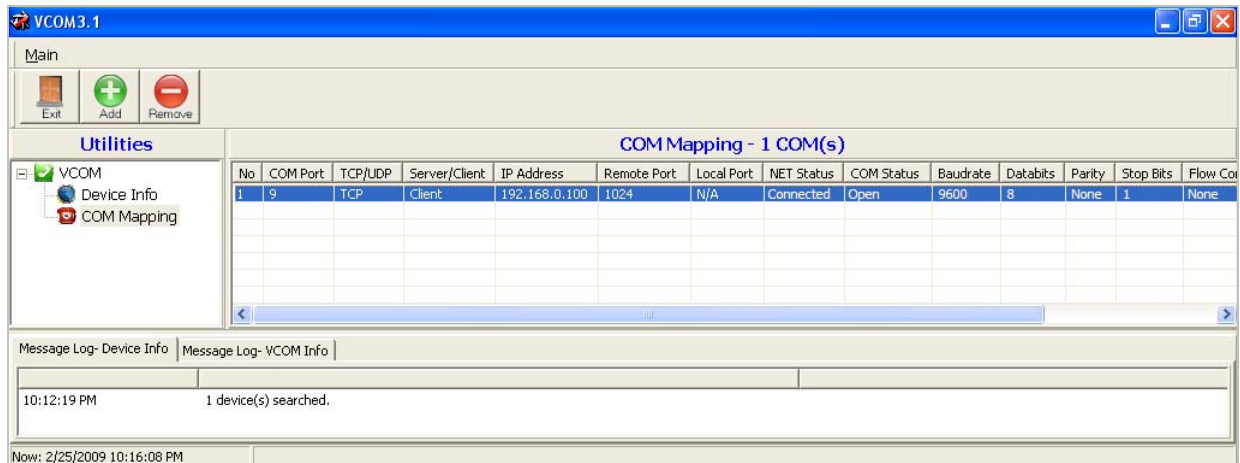 VCOM3.1
Main
Exit Add Remove
Utilities
COM Mapping - 1 COM(s)
VCOM
Device Info
COM Mapping
No COM Port TCP/UDP Server/Client IP Address Remote Port Local Port NET Status COM Status Baudrate Databits Parity Stop Bits Flow Co
1 9 TCP Client 192.168.0.100 1024 N/A Connected Open 9600 8 None 1 None
Message Log- Device Info Message Log- VCOM Info
10:12:19 PM 1 device(s) searched.
Now: 2/25/2009 10:16:08 PM